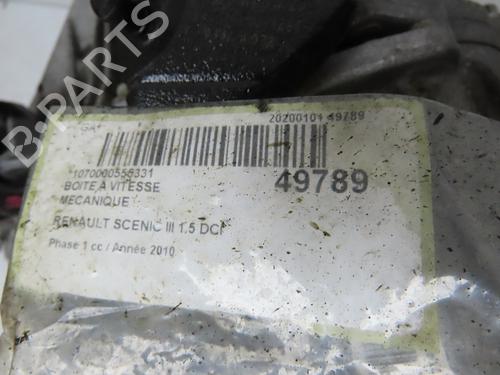 B-PARTS
20200101 49789
*1070000556331
49789
BOITE A VITESSE
MECANIQUE
RENAULT SCENIC III 1.5 DCI
Phase 1 cc / Année 2010